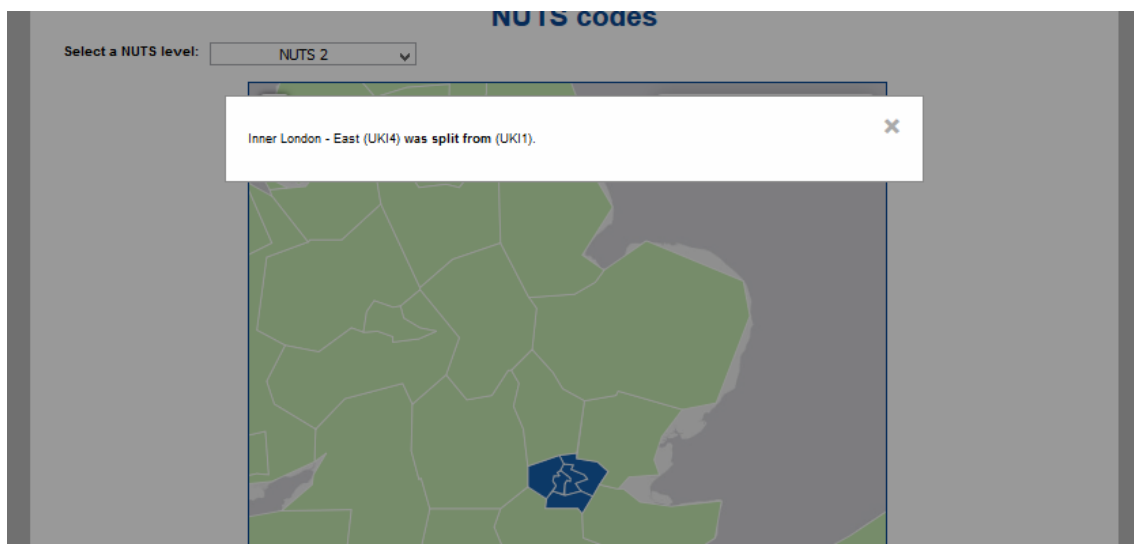 NUTS codes
Select a NUTS level: NUTS 2
Inner London - East (UKI4) was split from (UKI1).